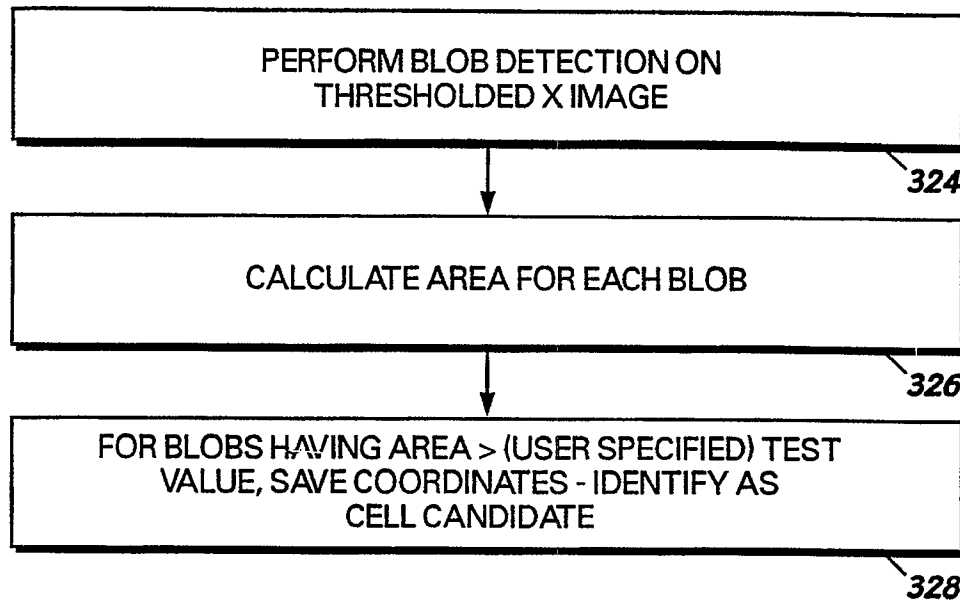 PERFORM BLOB DETECTION ON
THRESHOLDED X IMAGE
324
CALCULATE AREA FOR EACH BLOB
326
FOR BLOBS HAVING AREA > (USER SPECIFIED) TEST
VALUE, SAVE COORDINATES - IDENTIFY AS
CELL CANDIDATE
328